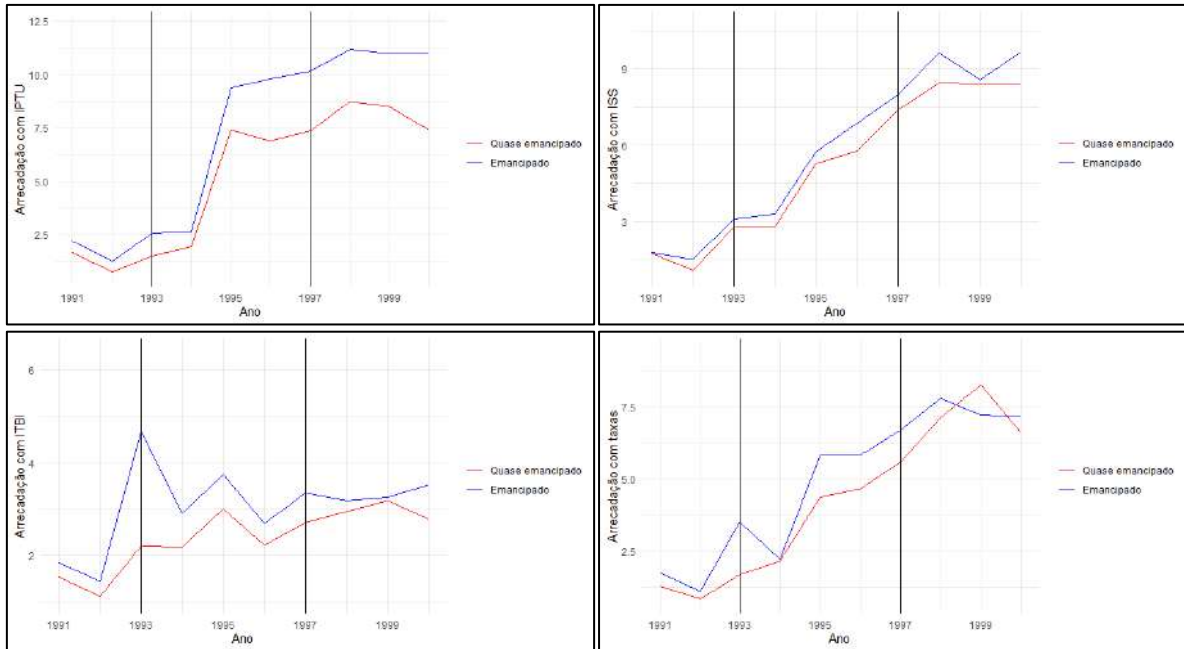 Arrecadação com IPTU
12.5
10.0
7.5
5.0
2.5
1991
1993
1995
1997
1999
Ano
Quase emancipado
Emancipado
Arrecadação com ISS
9
6
3
1991
1993
1995
1997
1999
Ano
Quase emancipado
Emancipado
Arrecadação com ITBI
6
4
2
1991
1993
1995
1997
1999
Ano
Quase emancipado
Emancipado
Arrecadação com taxas
7.5
5.0
2.5
1991
1993
1995
1997
1999
Ano
Quase emancipado
Emancipado